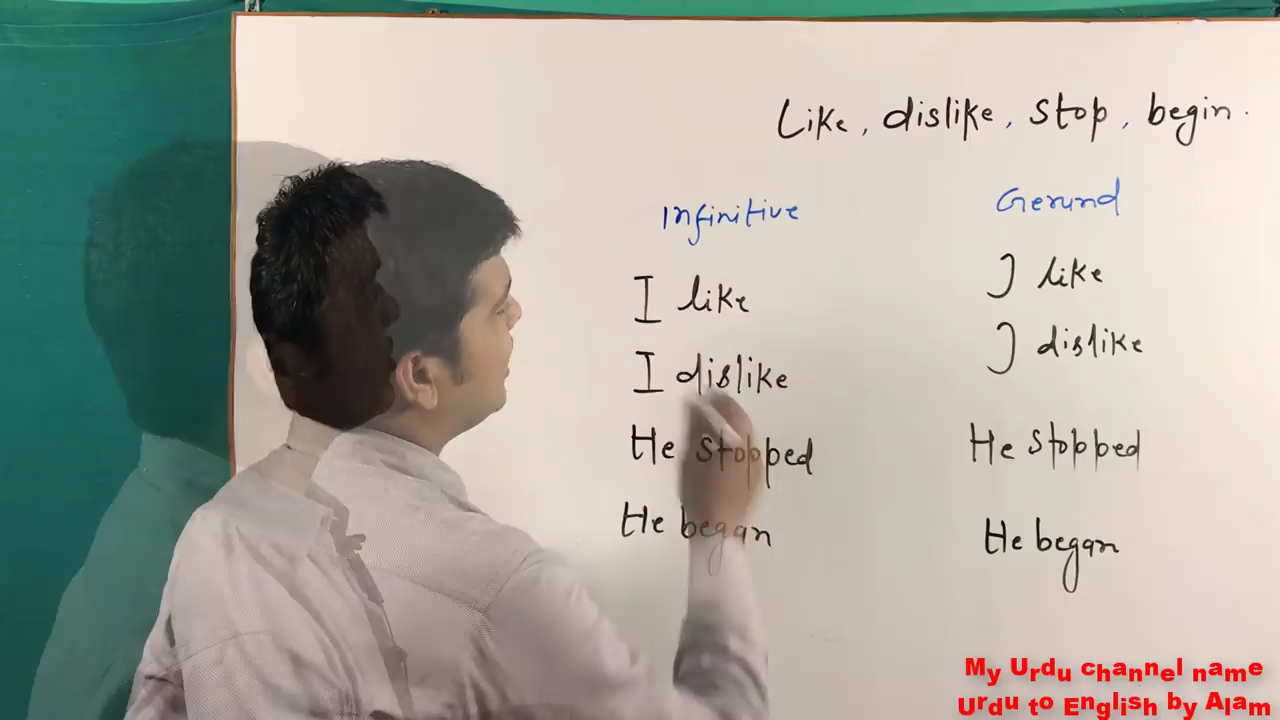 Like, dislike, stop, begin.
Infinitive
I like
I dislike
He stopped
He began
Gerund
I like
I dislike
He stopped
He began
My Urdu channel name
Urdu to English by Alam